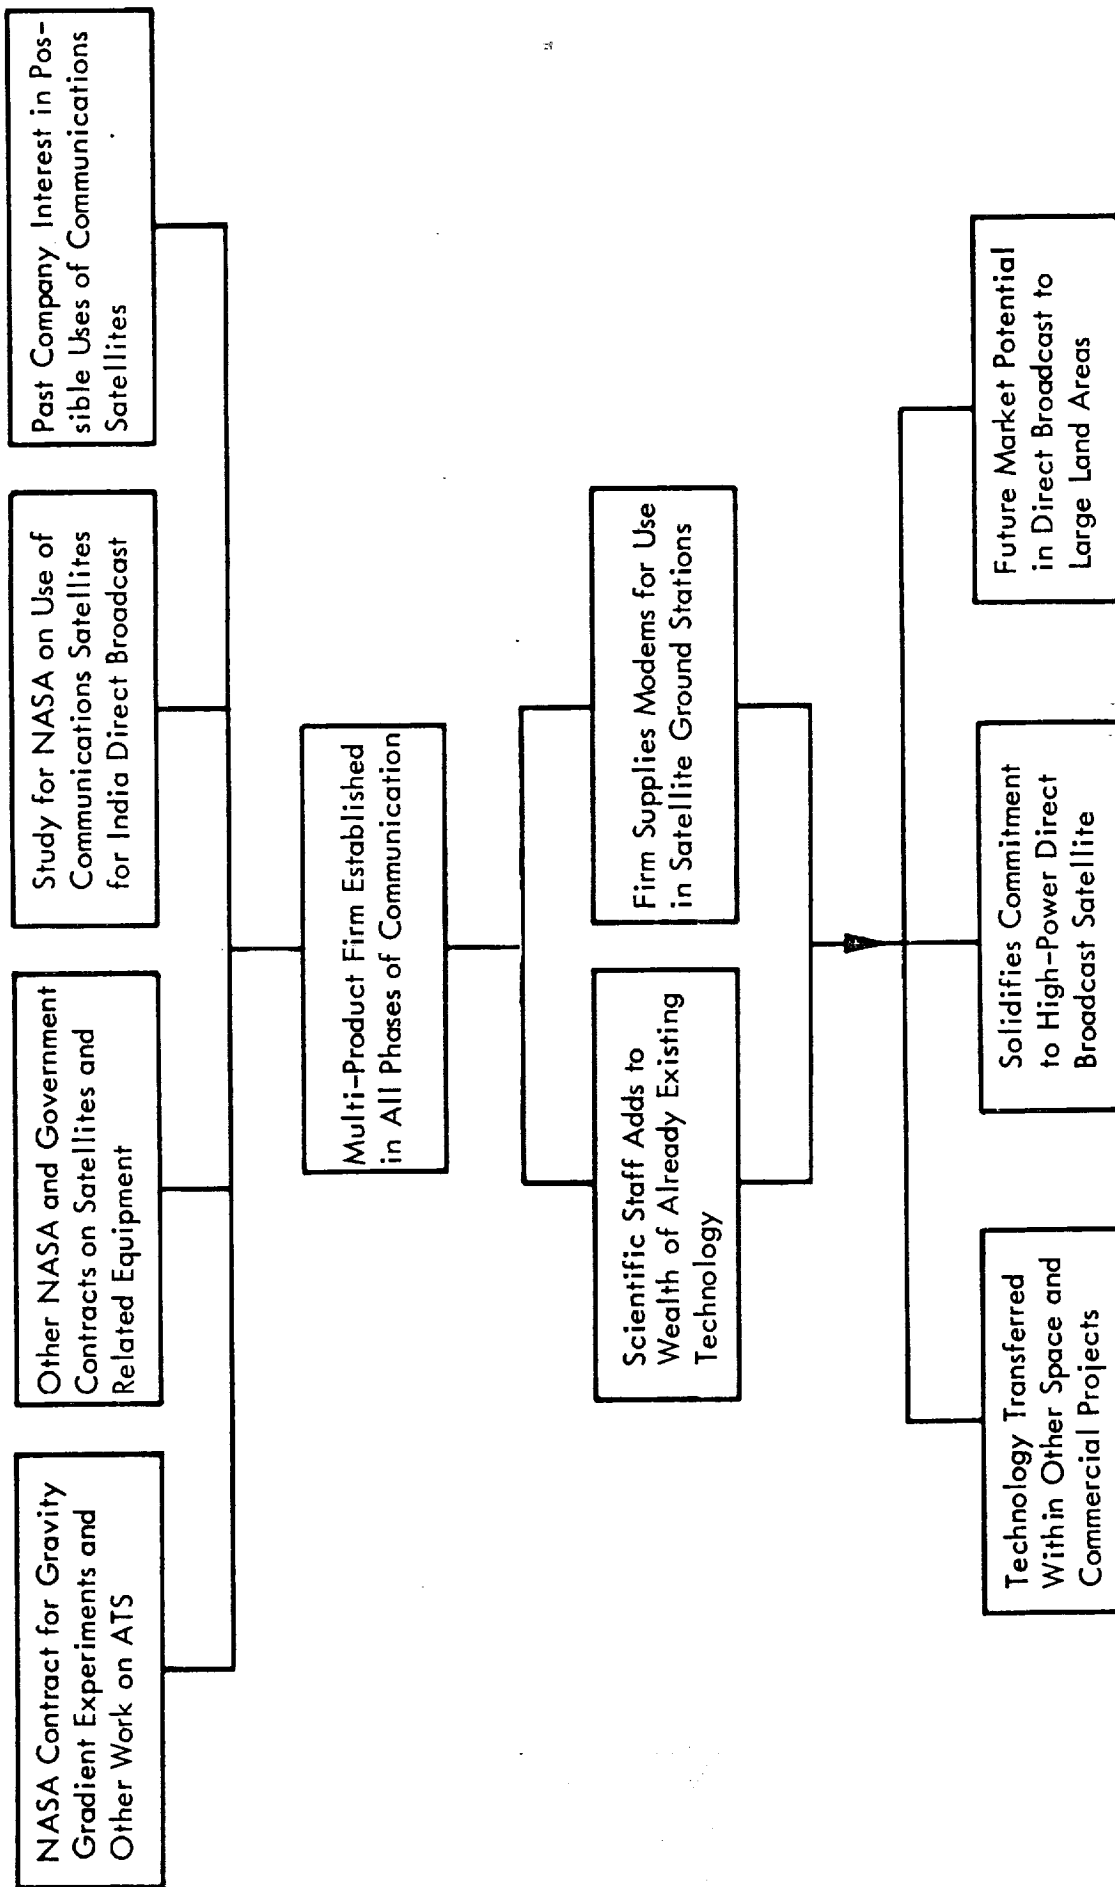 NASA Contract for Gravity
Gradient Experiments and
Other Work on ATS
Other NASA and Government
Contracts on Satellites and
Related Equipment
Study for NASA on Use of
Communications Satellites
for India Direct Broadcast
Past Company Interest in Pos-
sible Uses of Communications
Satellites
Multi-Product Firm Established
in All Phases of Communication
Scientific Staff Adds to
Wealth of Already Existing
Technology
Firm Supplies Modems for Use
in Satellite Ground Stations
Technology Transferred
Within Other Space and
Commercial Projects
Solidifies Commitment
to High-Power Direct
Broadcast Satellite
Future Market Potential
in Direct Broadcast to
Large Land Areas